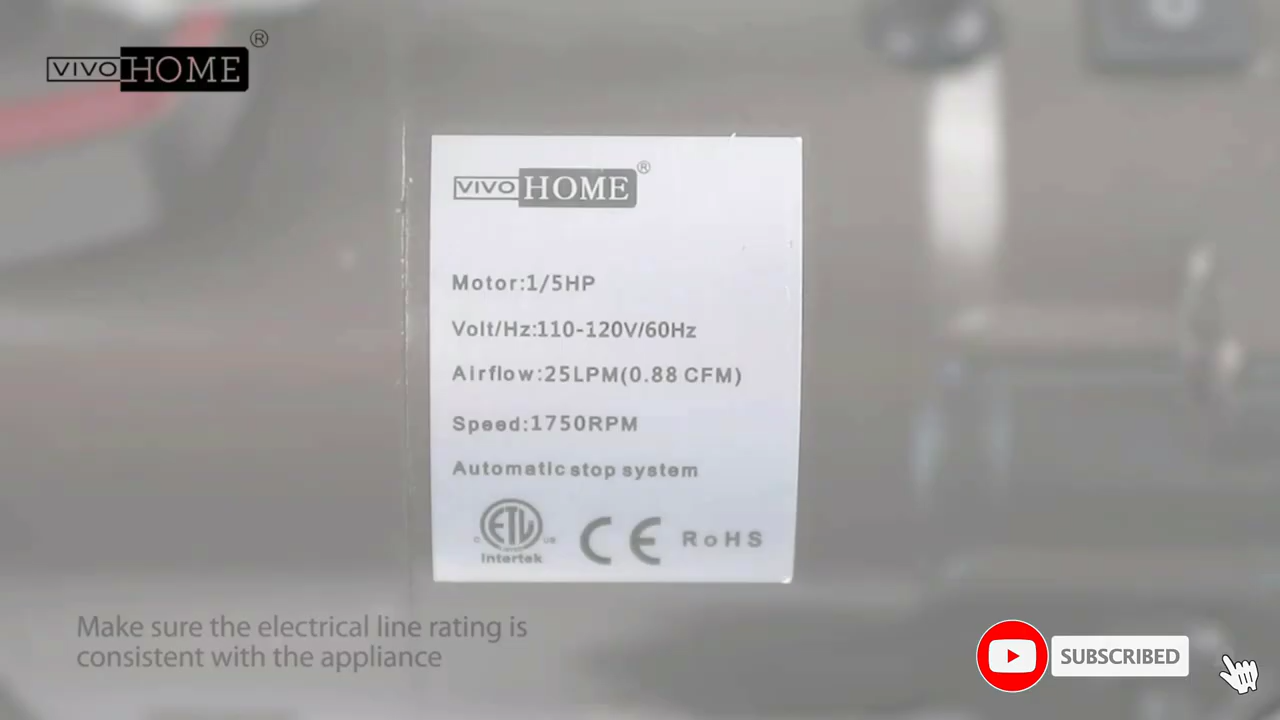 VIVO HOME®
VIVO HOME®
Motor:1/5HP
Volt/Hz:110-120V/60Hz
Airflow:25LPM(0.88 CFM)
Speed:1750RPM
Automatic stop system
C ETL US
Intertek
CE RoHS
Make sure the electrical line rating is
consistent with the appliance
SUBSCRIBED